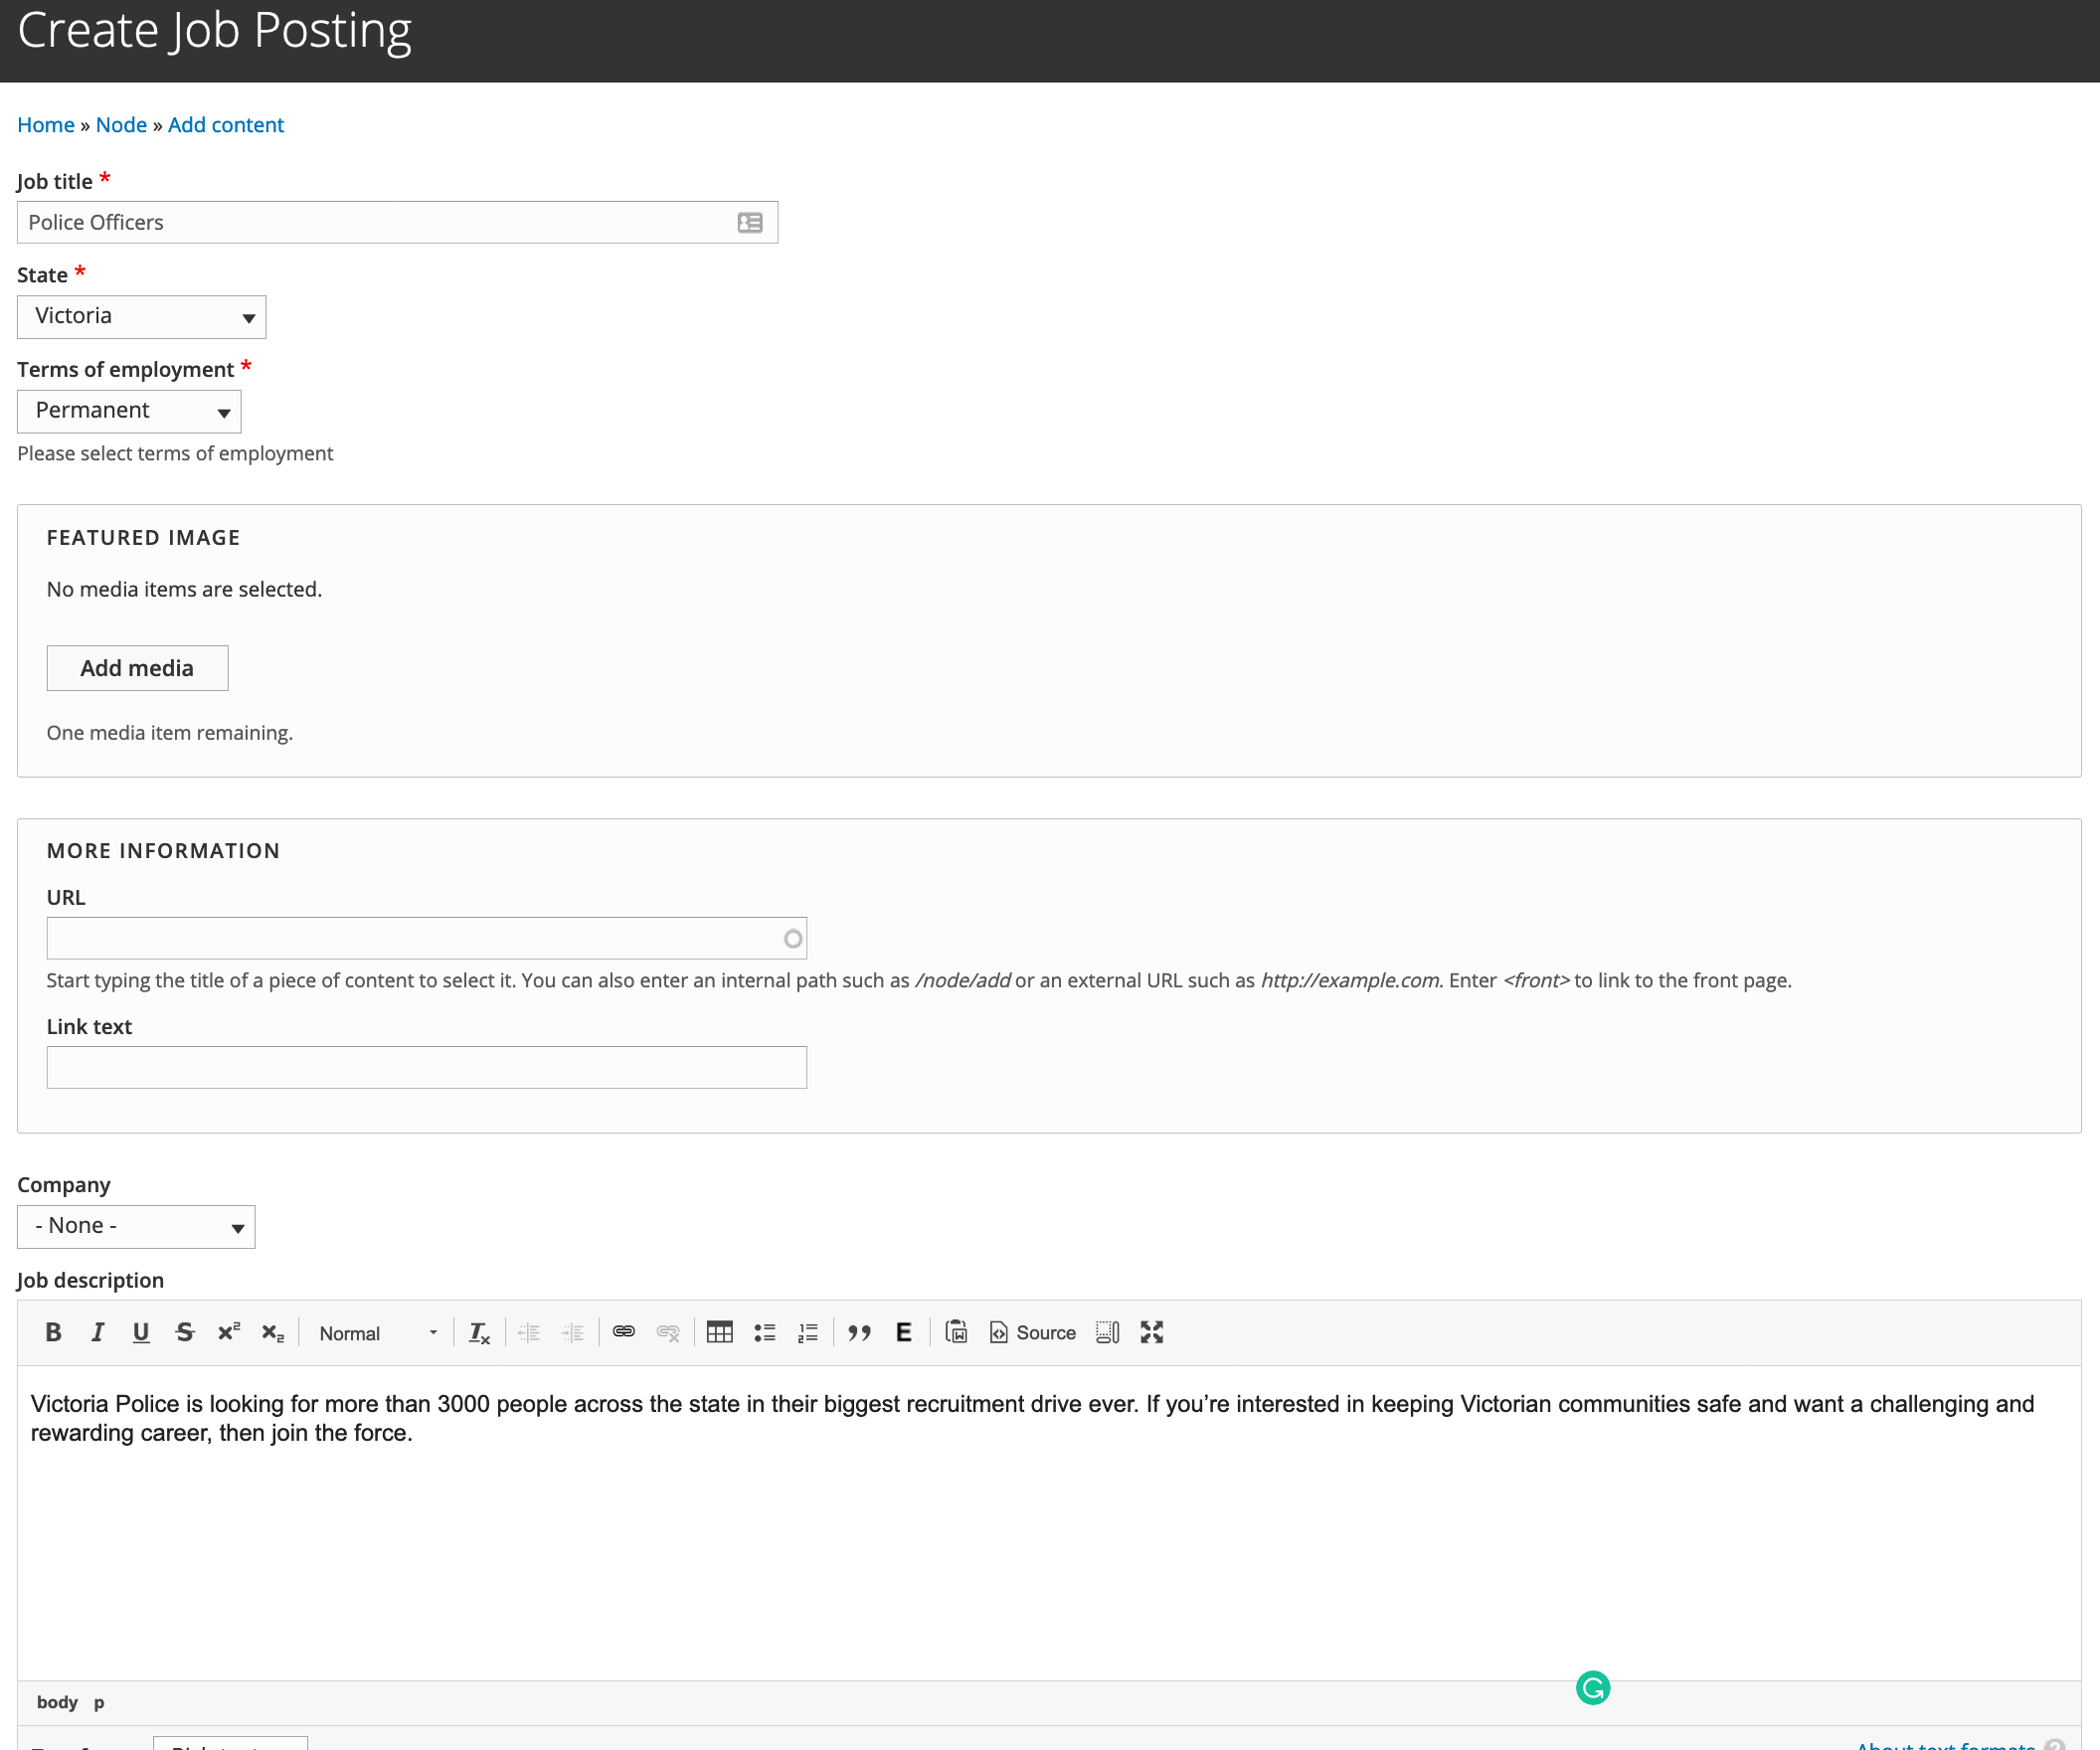 Create Job Posting
Home » Node » Add content
Job title *
Police Officers
State *
Victoria
Terms of employment *
Permanent
Please select terms of employment
FEATURED IMAGE
No media items are selected.
Add media
One media item remaining.
MORE INFORMATION
URL
Start typing the title of a piece of content to select it. You can also enter an internal path such as /node/add or an external URL such as http://example.com. Enter <front> to link to the front page.
Link text
Company
- None -
Job description
B I U S x² x₂ Normal Tx E Source
Victoria Police is looking for more than 3000 people across the state in their biggest recruitment drive ever. If you’re interested in keeping Victorian communities safe and want a challenging and
rewarding career, then join the force.
body p
About text formats